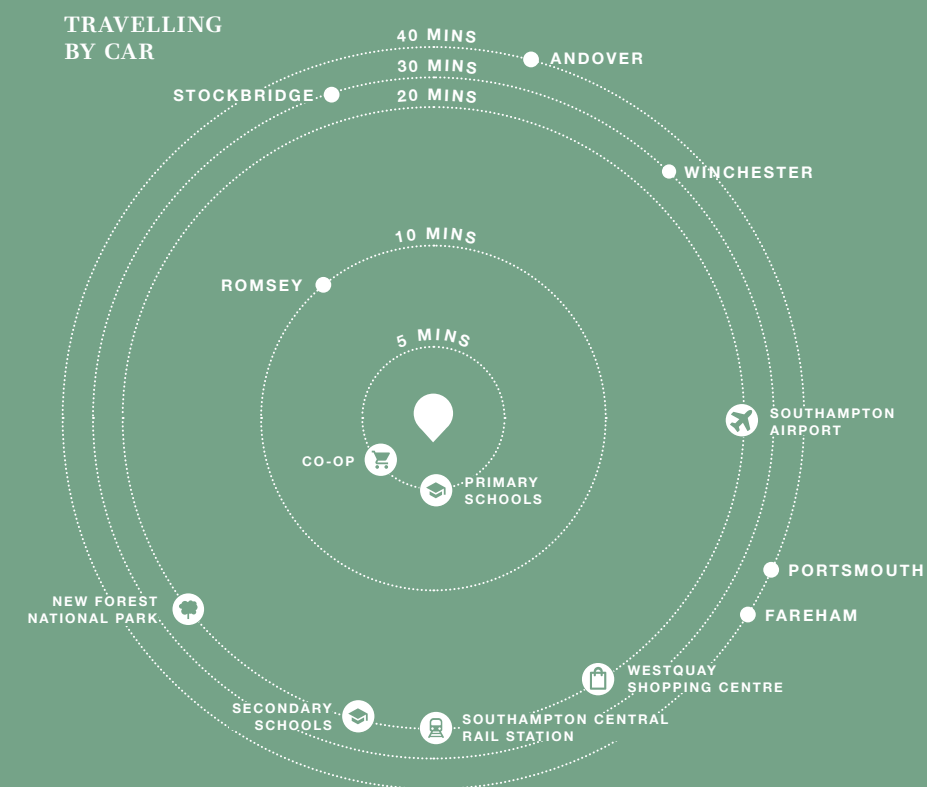 TRAVELLING
BY CAR
40 MINS
ANDOVER
30 MINS
STOCKBRIDGE
20 MINS
WINCHESTER
10 MINS
ROMSEY
5 MINS
SOUTHAMPTON
AIRPORT
CO-OP
PRIMARY
SCHOOLS
PORTSMOUTH
NEW FOREST
NATIONAL PARK
FAREHAM
WESTQUAY
SHOPPING CENTRE
SECONDARY
SCHOOLS
SOUTHAMPTON CENTRAL
RAIL STATION